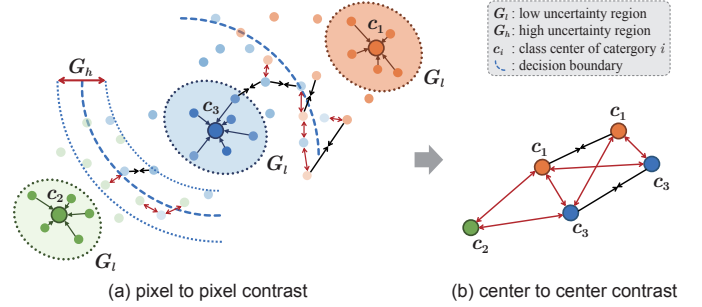 c₁
G_l
G_h
c₃
G_l
c₂
G_l
(a) pixel to pixel contrast
G_l : low uncertainty region
G_h : high uncertainty region
c_i : class center of catergory i
decision boundary
c₁
c₁
c₃
c₃
c₂
(b) center to center contrast